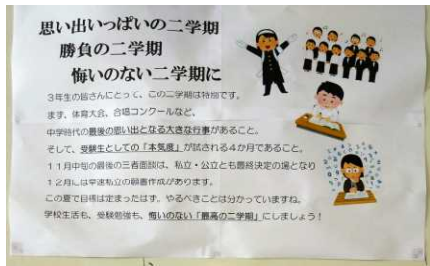 思い出いっぱいの二学期
勝負の二学期
悔いのない二学期に
3年生の皆さんにとって、この二学期は特別です。
まず、体育大会、合唱コンクールなど、
中学時代の最後の思い出となる大きな行事があること。
そして、受験生としての「本気度」が試される4か月であること。
11月中旬の最後の三者面談は、私立・公立とも最終決定の場となり
12月には早速私立の願書作成があります。
この夏で目標は定まったはず。やるべきことは分かっていますね。
学校生活も、受験勉強も、悔いのない「最高の二学期」にしましょう！